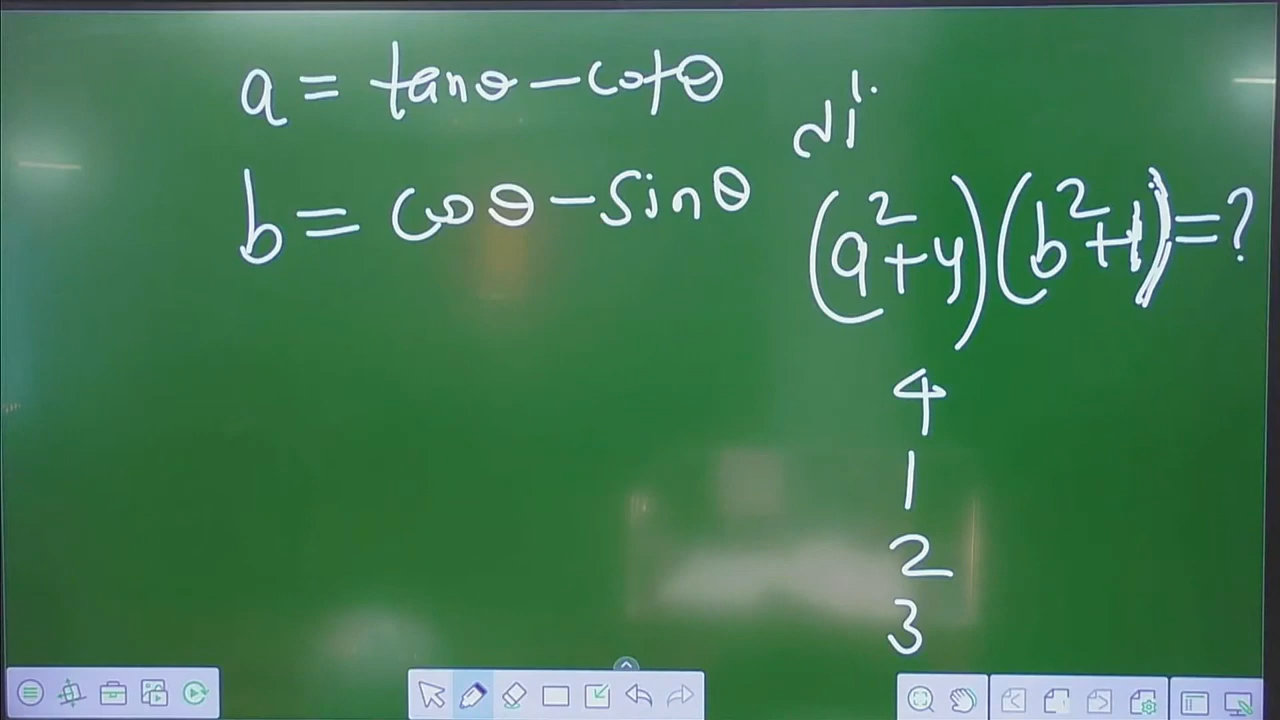 a = tanθ - cotθ
b = cosθ - sinθ
तो
(a²+4)(b²+1)=?
4
1
2
3